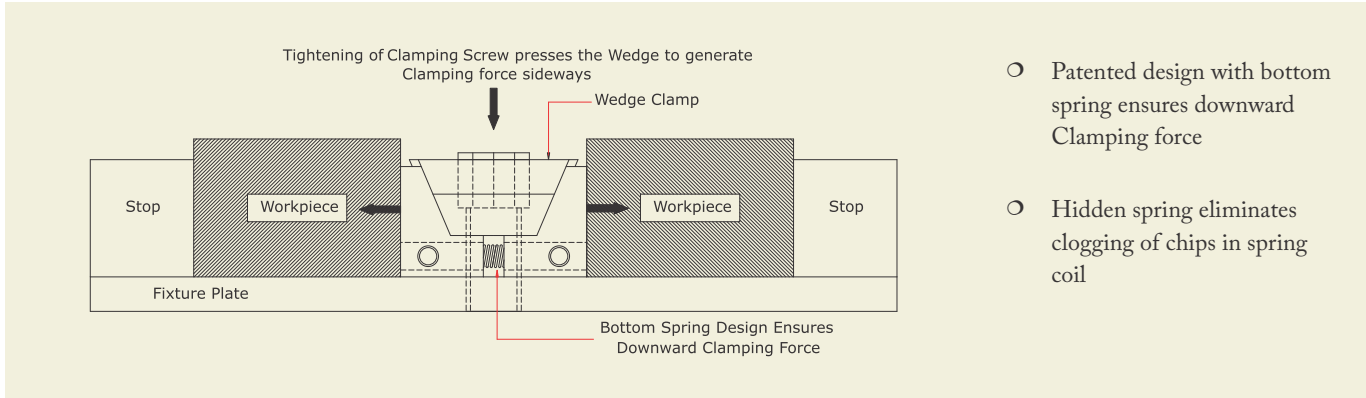 Tightening of Clamping Screw presses the Wedge to generate
Clamping force sideways
Wedge Clamp
Stop
Workpiece
Workpiece
Stop
Fixture Plate
Bottom Spring Design Ensures
Downward Clamping Force
Patented design with bottom
spring ensures downward
Clamping force
Hidden spring eliminates
clogging of chips in spring
coil